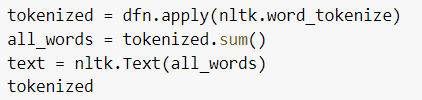 tokenized = dfn.apply(nltk.word_tokenize)
all_words = tokenized.sum()
text = nltk.Text(all_words)
tokenized